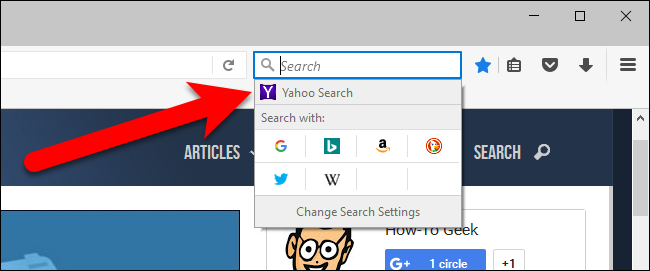 Search
Yahoo Search
Search with:
ARTICLES
SEARCH
Change Search Settings
How-To Geek
G+ 1 circle +1